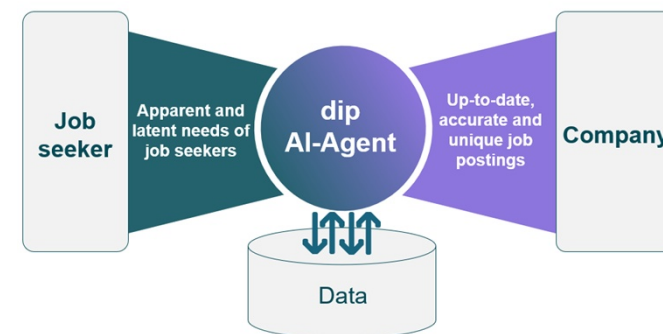 Job
seeker
Apparent and
latent needs of
job seekers
dip
AI-Agent
Up-to-date,
accurate and
unique job
postings
Company
Data